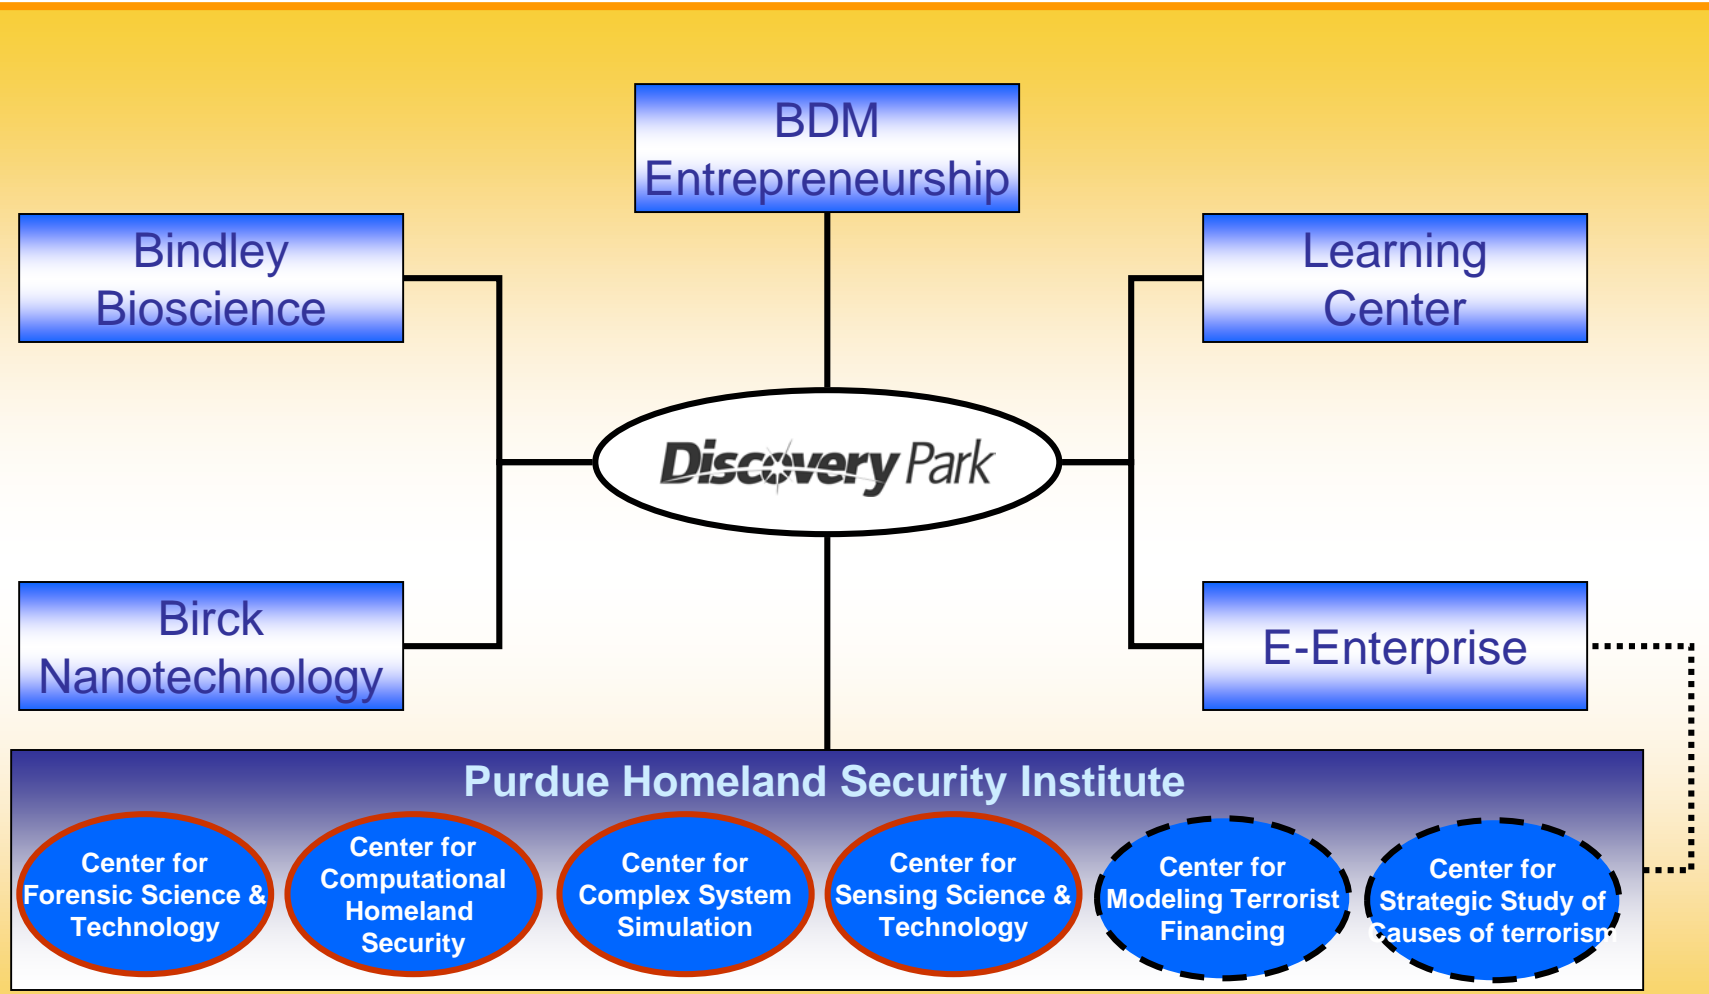 BDM
Entrepreneurship
Bindley
Bioscience
Learning
Center
Discovery Park
Birck
Nanotechnology
E-Enterprise
Purdue Homeland Security Institute
Center for
Forensic Science &
Technology
Center for
Computational
Homeland
Security
Center for
Complex System
Simulation
Center for
Sensing Science &
Technology
Center for
Modeling Terrorist
Financing
Center for
Strategic Study of
Causes of terrorism